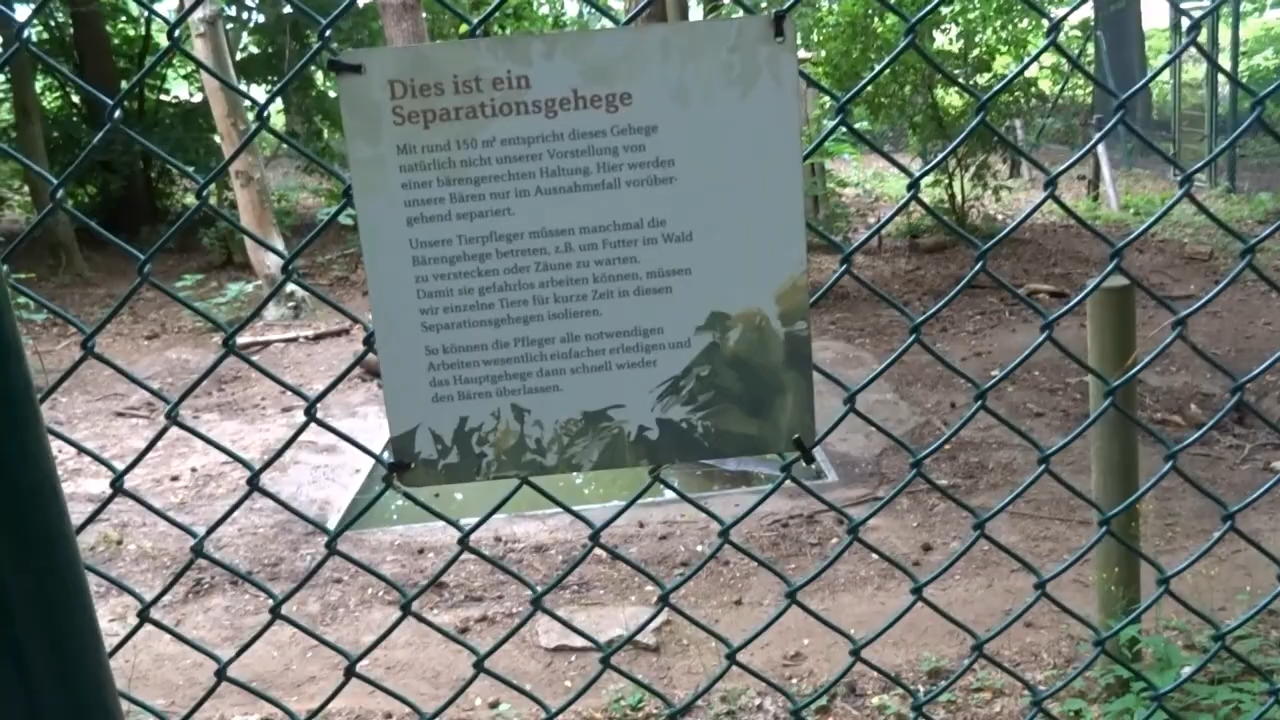 Dies ist ein
Separationsgehege
Mit rund 150 m² entspricht dieses Gehege
natürlich nicht unserer Vorstellung von
einer bärengerechten Haltung. Hier werden
unsere Bären nur im Ausnahmefall vorüber-
gehend separiert.
Unsere Tierpfleger müssen manchmal die
Bärengehege betreten, z.B. um Futter im Wald
zu verstecken oder Zäune zu warten.
Damit sie gefahrlos arbeiten können, müssen
wir einzelne Tiere für kurze Zeit in diesen
Separationsgehegen isolieren.
So können die Pfleger alle notwendigen
Arbeiten wesentlich einfacher erledigen und
das Hauptgehege dann schnell wieder
den Bären überlassen.